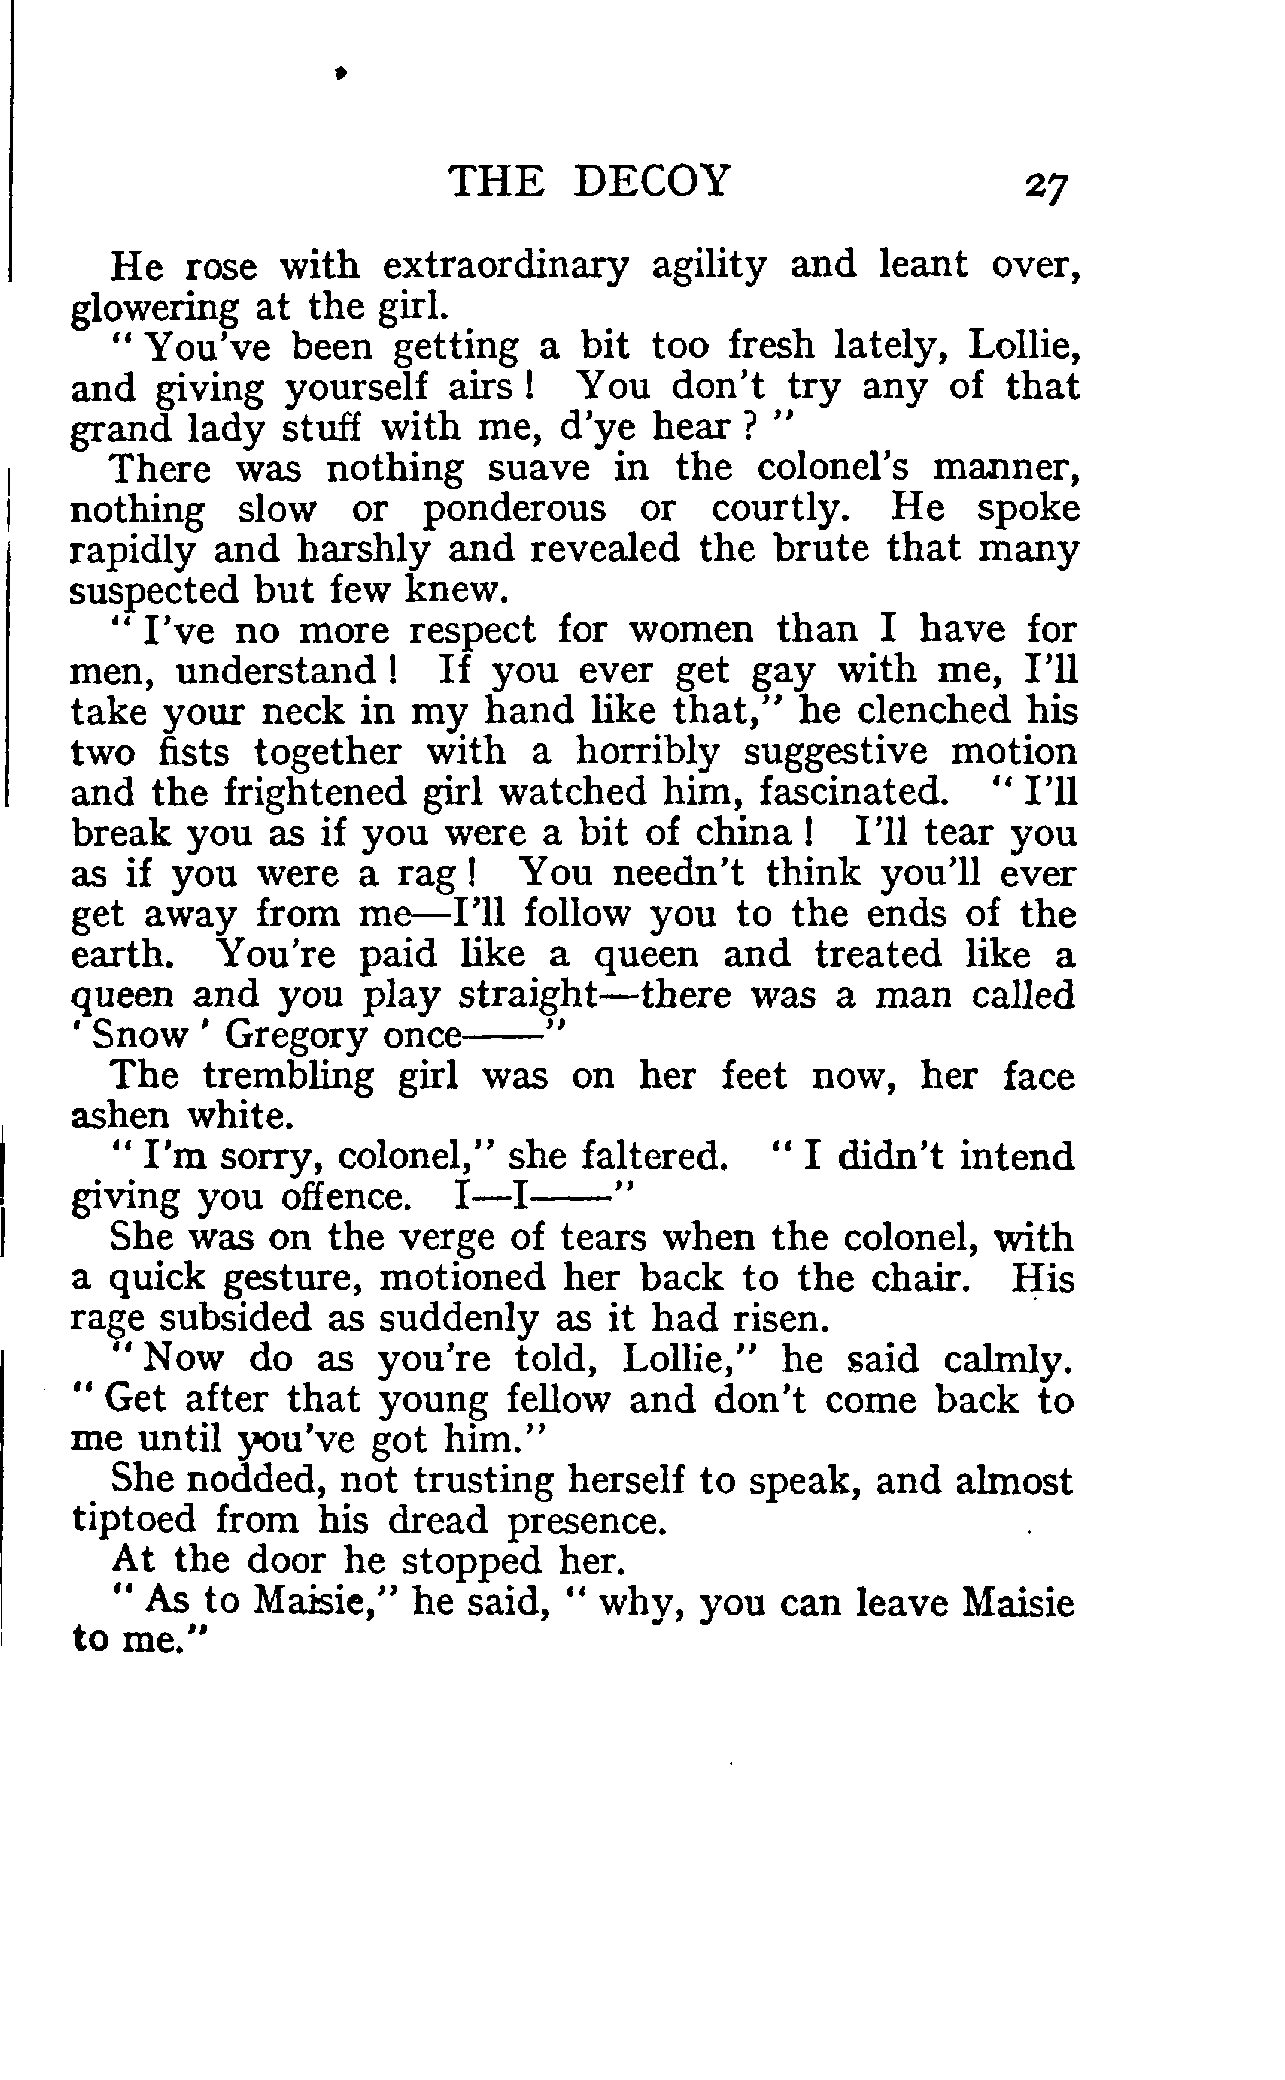 THE DECOY 27
He rose with extraordinary agility and leant over,
glowering at the girl.
" You've been getting a bit too fresh lately, Lollie,
and giving yourself airs ! You don't try any of that
grand lady stuff with me, d'ye hear ? "
There was nothing suave in the colonel's manner,
nothing slow or ponderous or courtly. He spoke
rapidly and harshly and revealed the brute that many
suspected but few knew.
" I've no more respect for women than I have for
men, understand ! If you ever get gay with me, I'll
take your neck in my hand like that," he clenched his
two fists together with a horribly suggestive motion
and the frightened girl watched him, fascinated. " I'll
break you as if you were a bit of china ! I'll tear you
as if you were a rag ! You needn't think you'll ever
get away from me—I'll follow you to the ends of the
earth. You're paid like a queen and treated like a
queen and you play straight—there was a man called
' Snow ' Gregory once——"
The trembling girl was on her feet now, her face
ashen white.
" I'm sorry, colonel," she faltered. " I didn't intend
giving you offence. I—I——"
She was on the verge of tears when the colonel, with
a quick gesture, motioned her back to the chair. His
rage subsided as suddenly as it had risen.
" Now do as you're told, Lollie," he said calmly.
" Get after that young fellow and don't come back to
me until you've got him."
She nodded, not trusting herself to speak, and almost
tiptoed from his dread presence.
At the door he stopped her.
" As to Maisie," he said, " why, you can leave Maisie
to me."